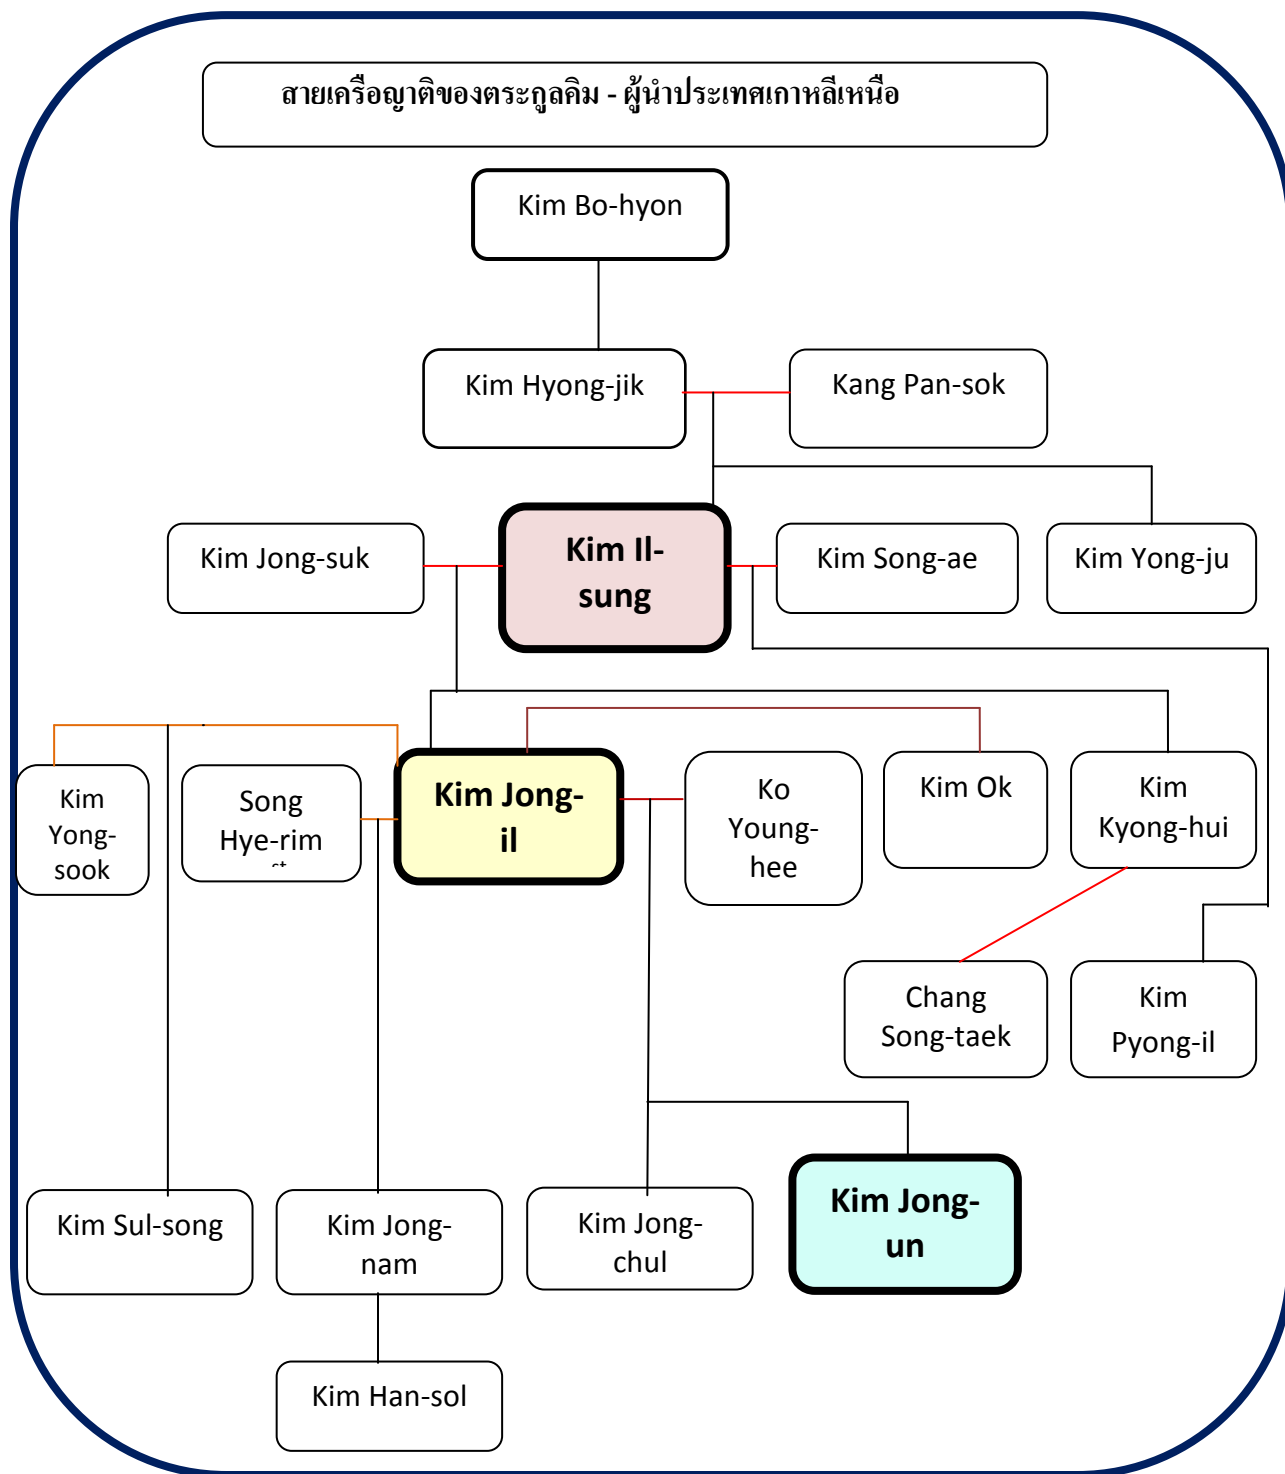 สายเครือญาติของตระกูลคิม - ผู้นำประเทศเกาหลีเหนือ
Kim Bo-hyon
Kim Hyong-jik
Kang Pan-sok
Kim Jong-suk
Kim Il-
sung
Kim Song-ae
Kim Yong-ju
Kim
Yong-
sook
Song
Hye-rim
Kim Jong-
il
Ko
Young-
hee
Kim Ok
Kim
Kyong-hui
Chang
Song-taek
Kim
Pyong-il
Kim Sul-song
Kim Jong-
nam
Kim Jong-
chul
Kim Jong-
un
Kim Han-sol